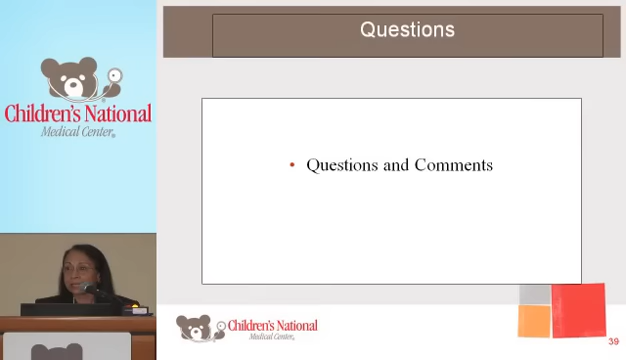 Questions
Children's National
Medical Center®
• Questions and Comments
Children's National
Medical Center®
39